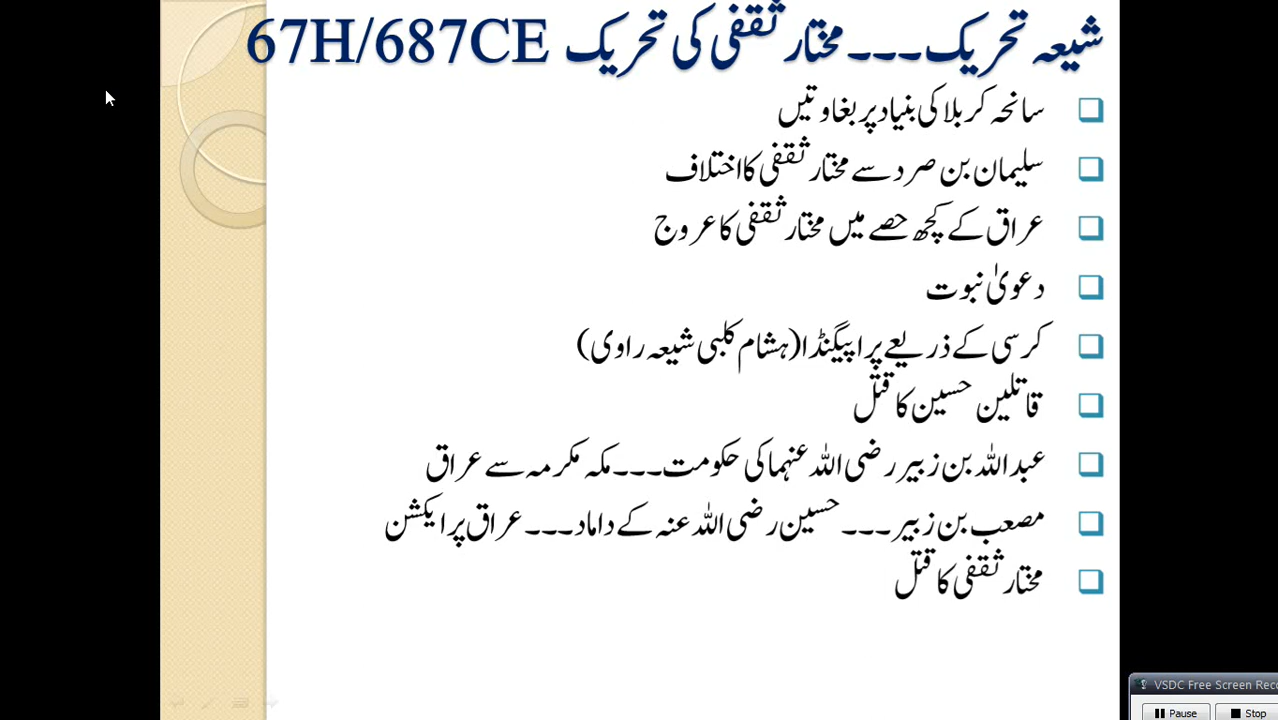 شیعہ تحریک۔۔۔مختار ثقفی کی تحریک 67H/687CE
سانحہ کربلا کی بنیاد پر بغاوتیں
سلیمان بن صرد سے مختار ثقفی کا اختلاف
عراق کے کچھ حصے میں مختار ثقفی کا عروج
دعویٰ نبوت
کرسی کے ذریعے پراپیگنڈا (ہشام کلبی شیعہ راوی)
قاتلین حسین کا قتل
عبد اللہ بن زبیر رضی اللہ عنہما کی حکومت۔۔۔مکہ مکرمہ سے عراق
مصعب بن زبیر۔۔۔حسین رضی اللہ عنہ کے داماد۔۔۔عراق پر ایکشن
مختار ثقفی کا قتل
VSDC Free Screen Rec
Pause
Stop